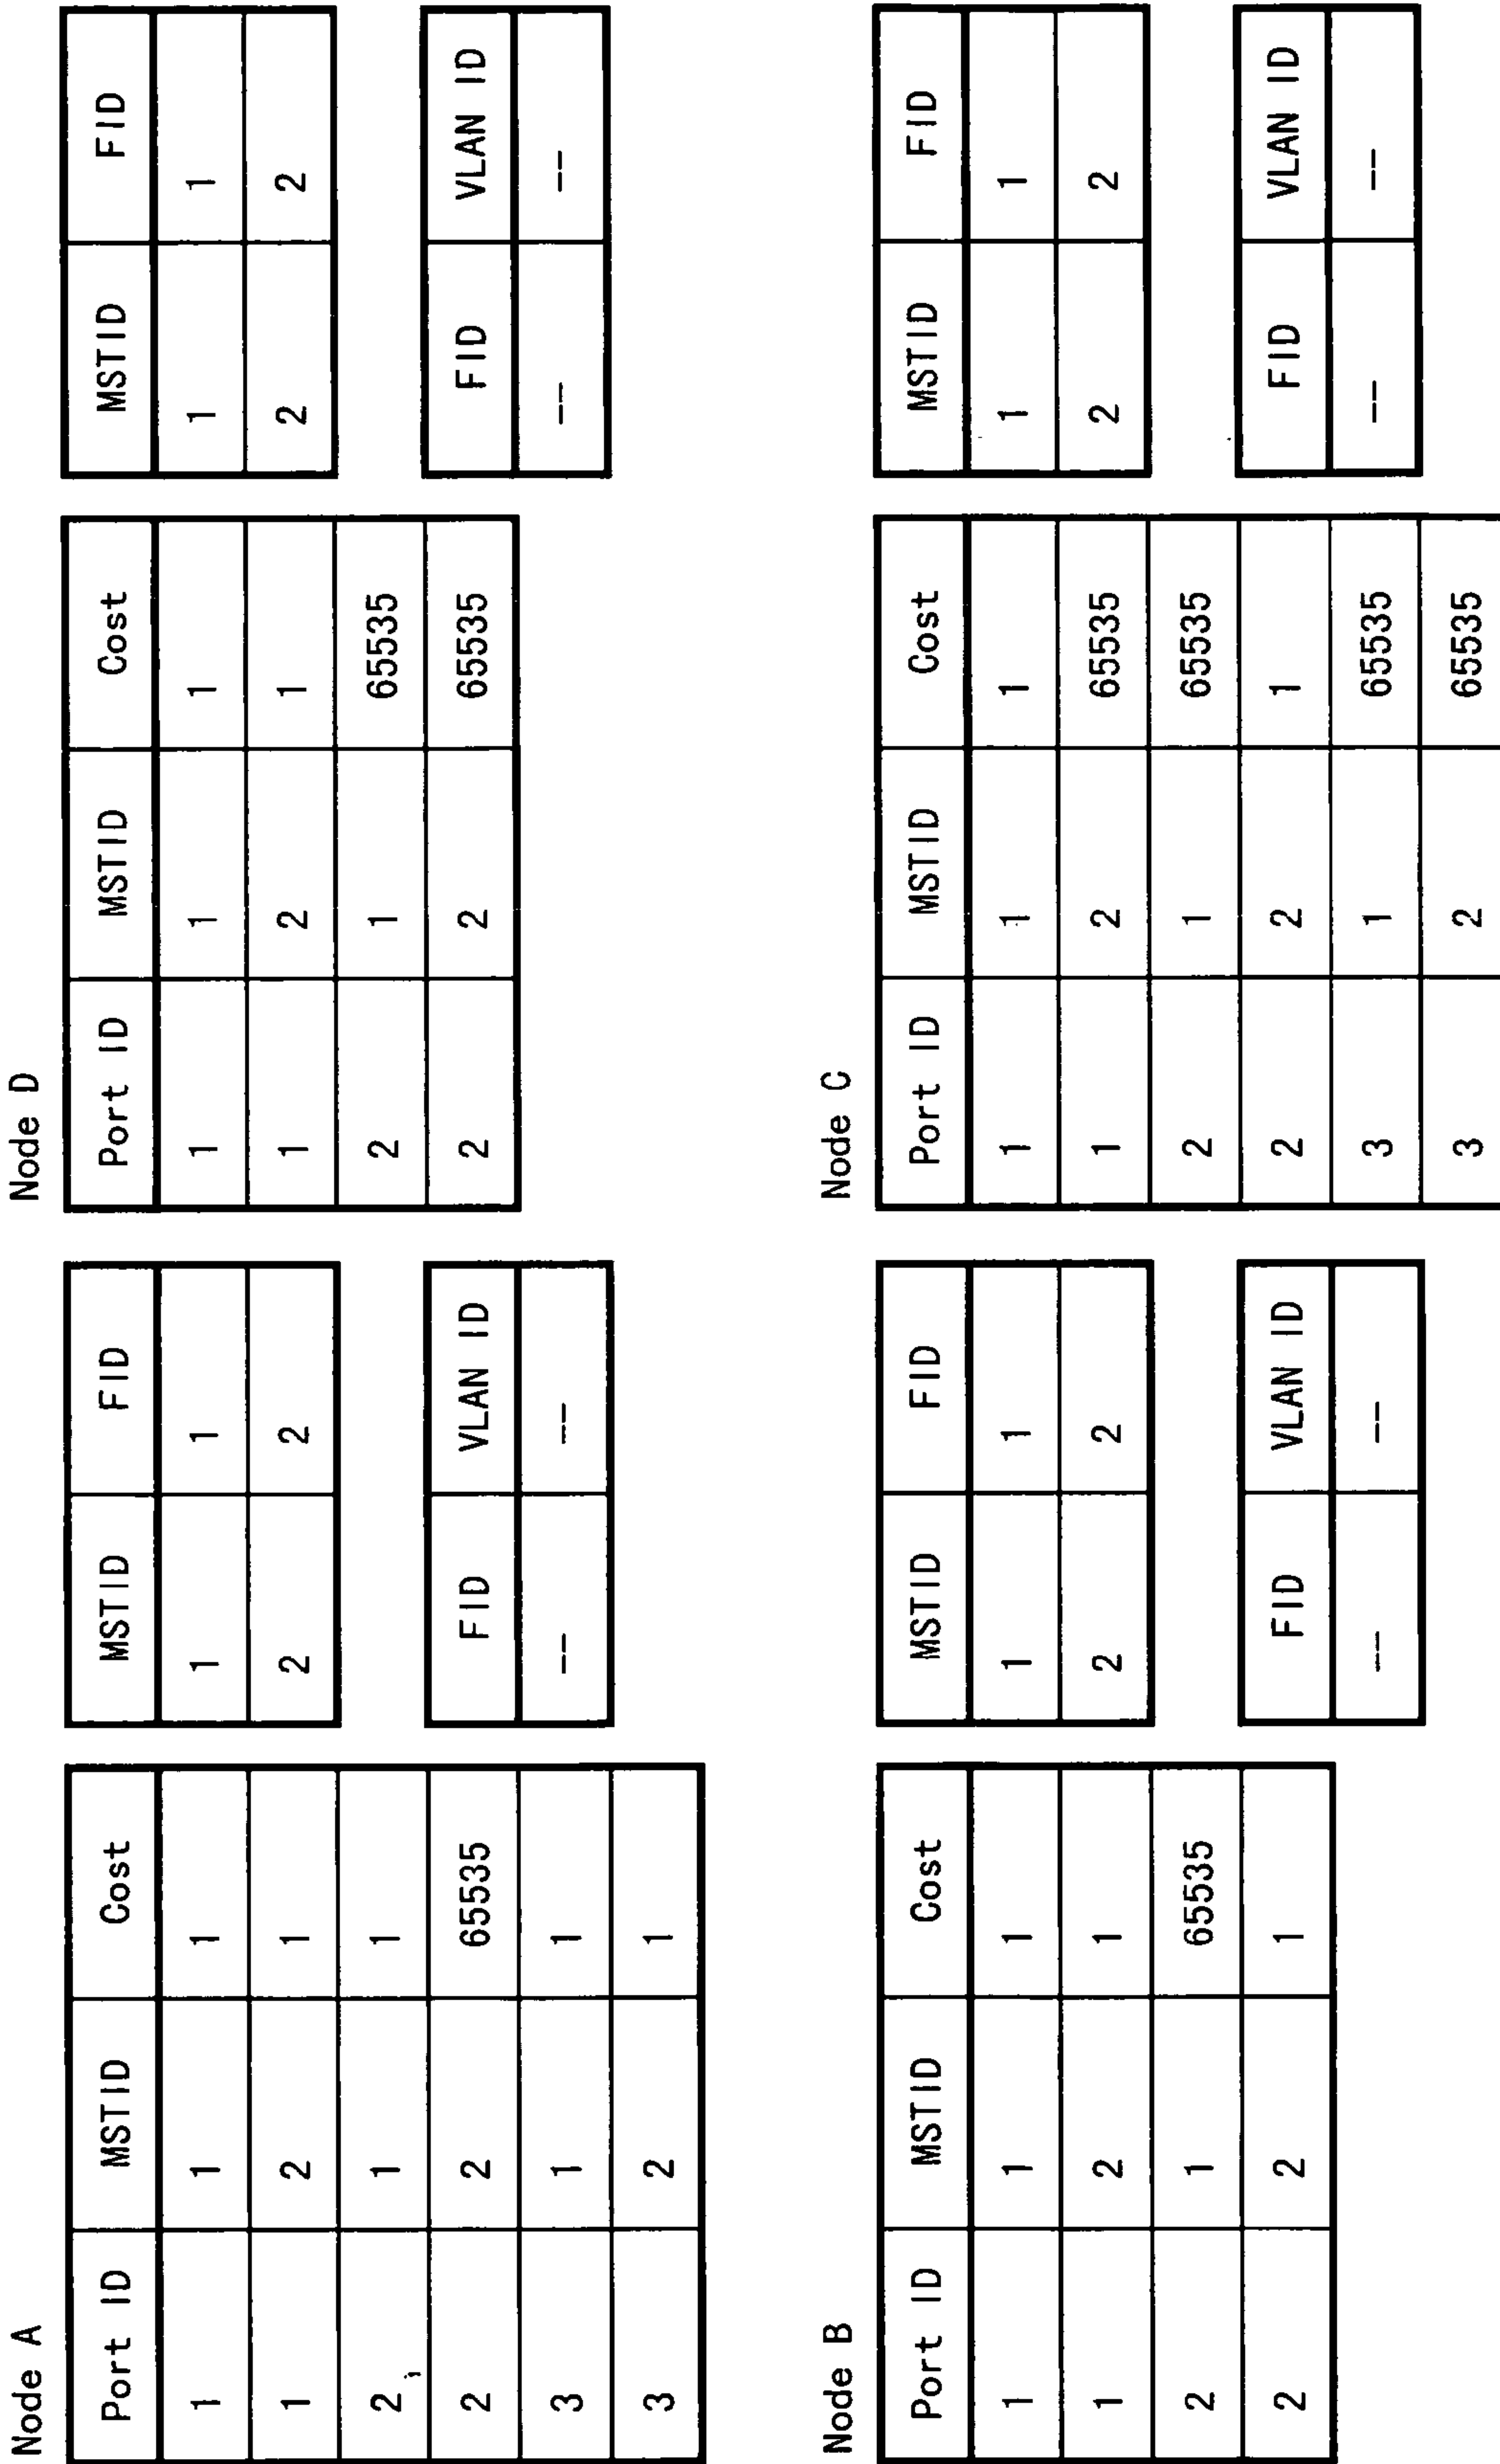 Node A
Port ID MSTID Cost
1 1 1
1 2 1
2 1 1
2 2 65535
3 1 1
3 2 1
MSTID FID
1 1
2 2
FID VLAN ID
-- --
Node D
Port ID MSTID Cost
1 1 1
1 2 1
2 1 65535
2 2 65535
MSTID FID
1 1
2 2
FID VLAN ID
-- --
Node B
Port ID MSTID Cost
1 1 1
1 2 1
2 1 65535
2 2 1
MSTID FID
1 1
2 2
FID VLAN ID
-- --
Node C
Port ID MSTID Cost
1 1 1
1 2 65535
2 1 65535
2 2 1
3 1 65535
3 2 65535
MSTID FID
1 1
2 2
FID VLAN ID
-- --